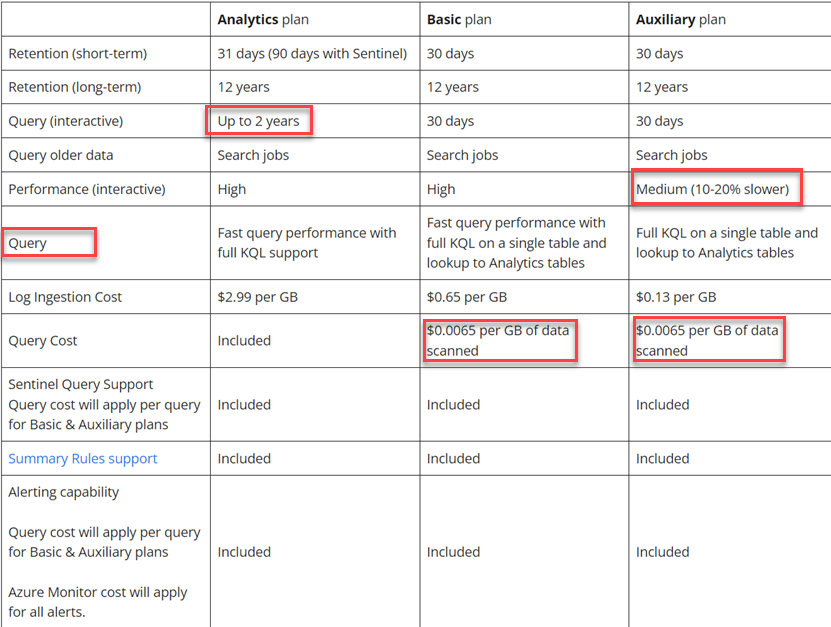 Analytics plan Basic plan Auxiliary plan
Retention (short-term) 31 days (90 days with Sentinel) 30 days 30 days
Retention (long-term) 12 years 12 years 12 years
Query (interactive) Up to 2 years 30 days 30 days
Query older data Search jobs Search jobs Search jobs
Performance (interactive) High High Medium (10-20% slower)
Query
Fast query performance with
full KQL support
Fast query performance with
full KQL on a single table and
lookup to Analytics tables
Full KQL on a single table and
lookup to Analytics tables
Log Ingestion Cost $2.99 per GB $0.65 per GB $0.13 per GB
Query Cost
Included
$0.0065 per GB of data
scanned
$0.0065 per GB of data
scanned
Sentinel Query Support
Query cost will apply per query
for Basic & Auxiliary plans
Included
Included
Included
Summary Rules support Included Included Included
Alerting capability
Query cost will apply per query
for Basic & Auxiliary plans
Azure Monitor cost will apply
for all alerts.
Included
Included
Included